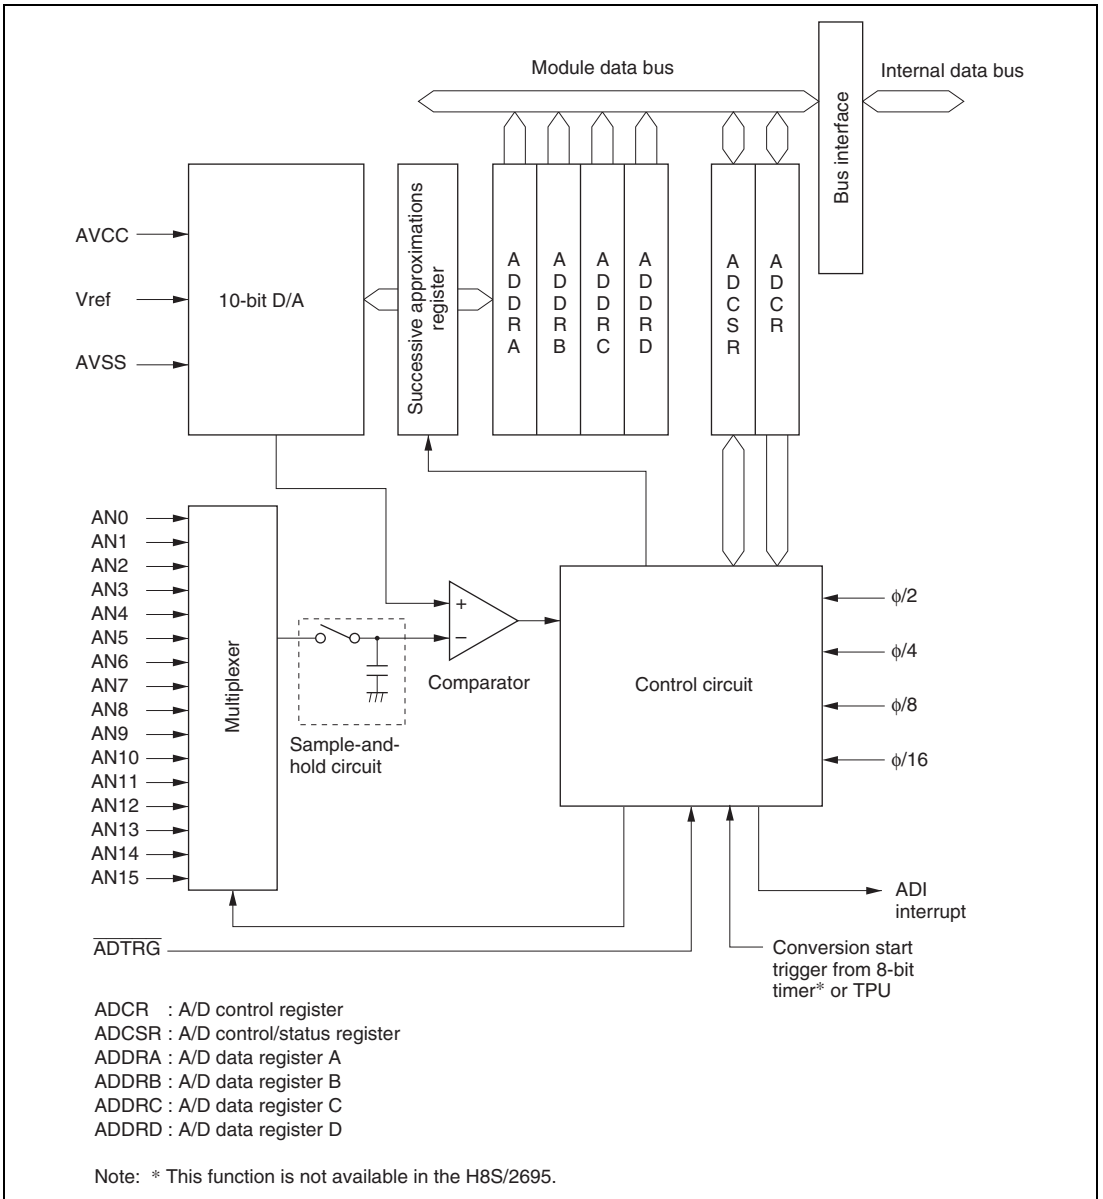 Module data bus
Internal data bus
Bus interface
AVCC
Vref
AVSS
10-bit D/A
Successive approximations
register
ADDRA
ADDRB
ADDRC
ADDRD
ADCSR
ADCR
AN0
AN1
AN2
AN3
AN4
AN5
AN6
AN7
AN8
AN9
AN10
AN11
AN12
AN13
AN14
AN15
Multiplexer
+
−
Comparator
Sample-and-
hold circuit
Control circuit
ϕ/2
ϕ/4
ϕ/8
ϕ/16
ADI
interrupt
ADTRG
Conversion start
trigger from 8-bit
timer* or TPU
ADCR : A/D control register
ADCSR : A/D control/status register
ADDRA : A/D data register A
ADDRB : A/D data register B
ADDRC : A/D data register C
ADDRD : A/D data register D
Note: * This function is not available in the H8S/2695.